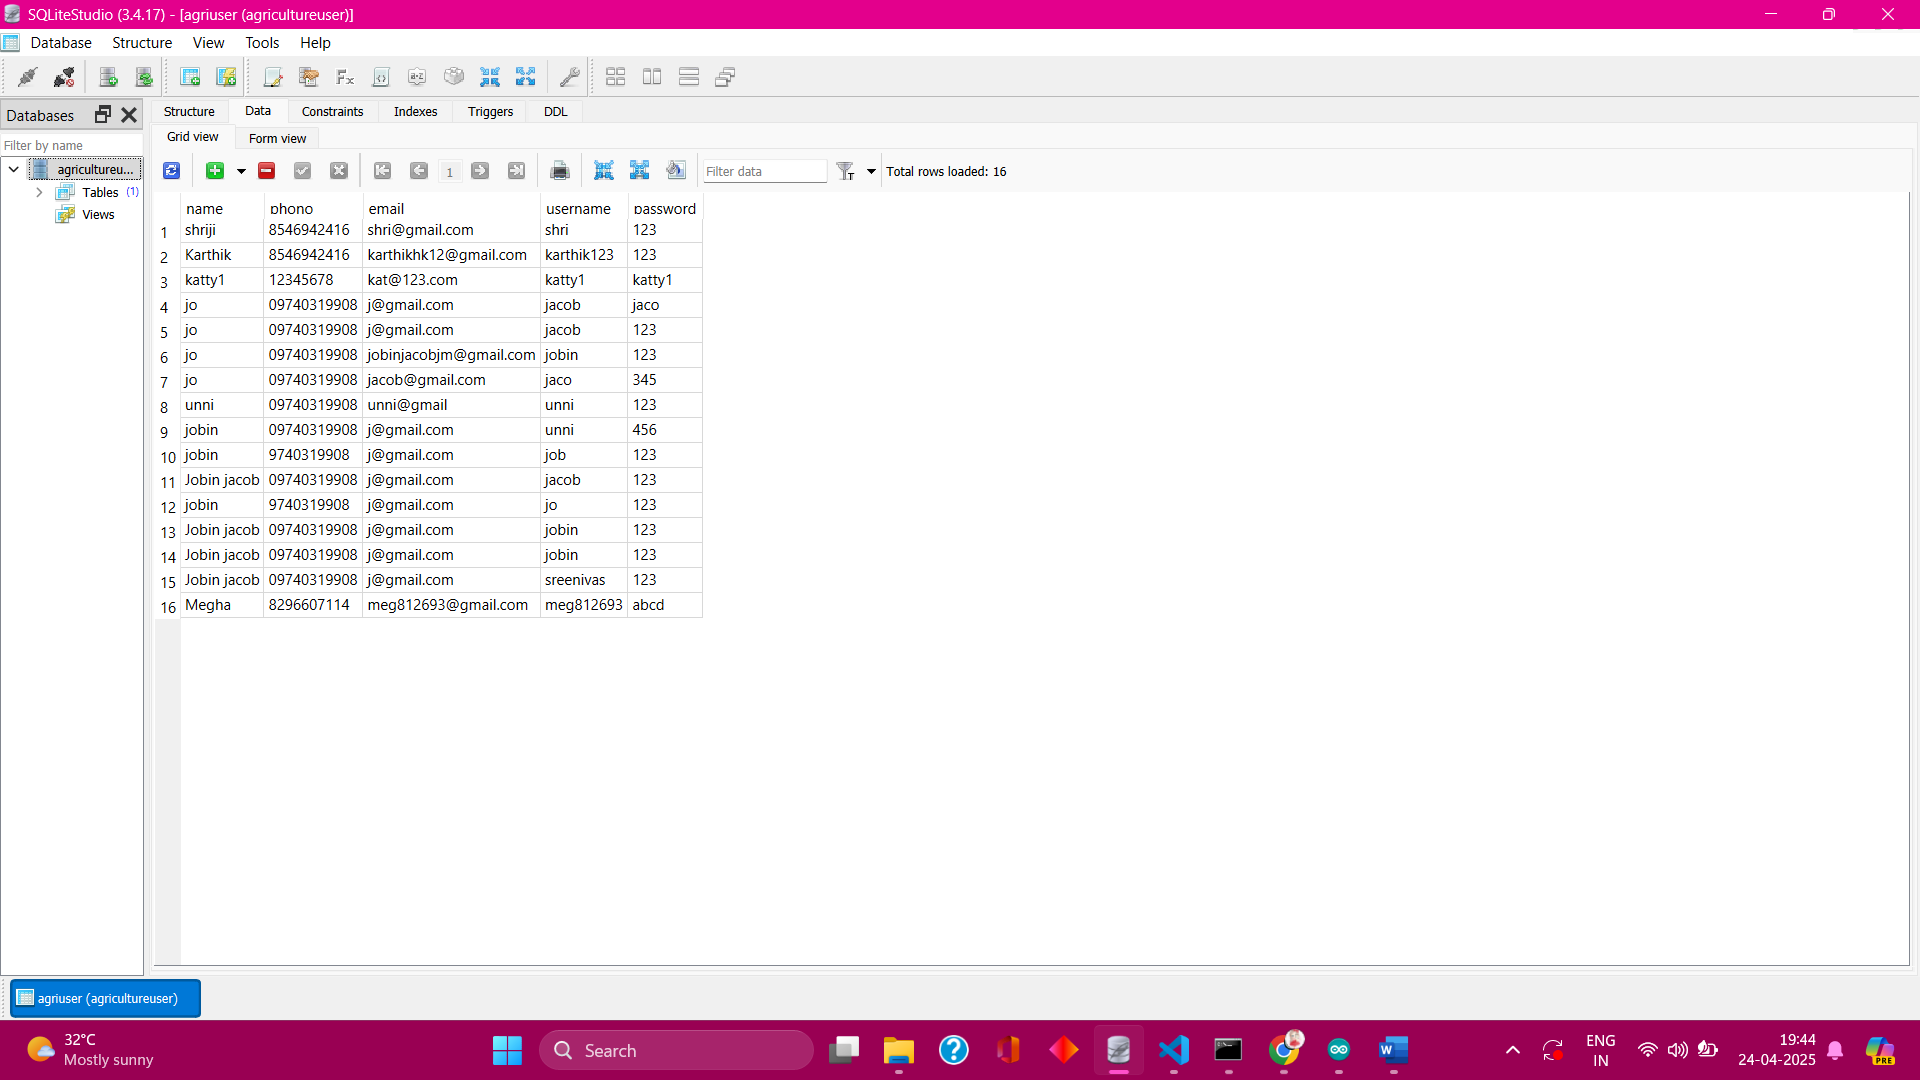 SQLiteStudio (3.4.17) - [agriuser (agricultureuser)]
Database Structure View Tools Help
Databases
Structure Data Constraints Indexes Triggers DDL
Filter by name
Grid view Form view
agricultureu...
Tables (1)
Views
1 Filter data Total rows loaded: 16
name phono email username password
1 shriji 8546942416 shri@gmail.com shri 123
2 Karthik 8546942416 karthikhk12@gmail.com karthik123 123
3 katty1 12345678 kat@123.com katty1 katty1
4 jo 09740319908 j@gmail.com jacob jaco
5 jo 09740319908 j@gmail.com jacob 123
6 jo 09740319908 jobinjacobjm@gmail.com jobin 123
7 jo 09740319908 jacob@gmail.com jaco 345
8 unni 09740319908 unni@gmail unni 123
9 jobin 09740319908 j@gmail.com unni 456
10 jobin 9740319908 j@gmail.com job 123
11 Jobin jacob 09740319908 j@gmail.com jacob 123
12 jobin 9740319908 j@gmail.com jo 123
13 Jobin jacob 09740319908 j@gmail.com jobin 123
14 Jobin jacob 09740319908 j@gmail.com jobin 123
15 Jobin jacob 09740319908 j@gmail.com sreenivas 123
16 Megha 8296607114 meg812693@gmail.com meg812693 abcd
agriuser (agricultureuser)
32°C
Mostly sunny
Search
ENG
IN
19:44
24-04-2025
PRE